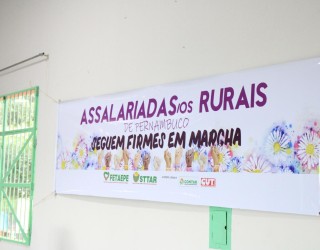 ASSALARIADAS/OS RURAIS
DE PERNAMBUCO
SEGUEM FIRMES EM MARCHA
FETAEPE STTAR CUT